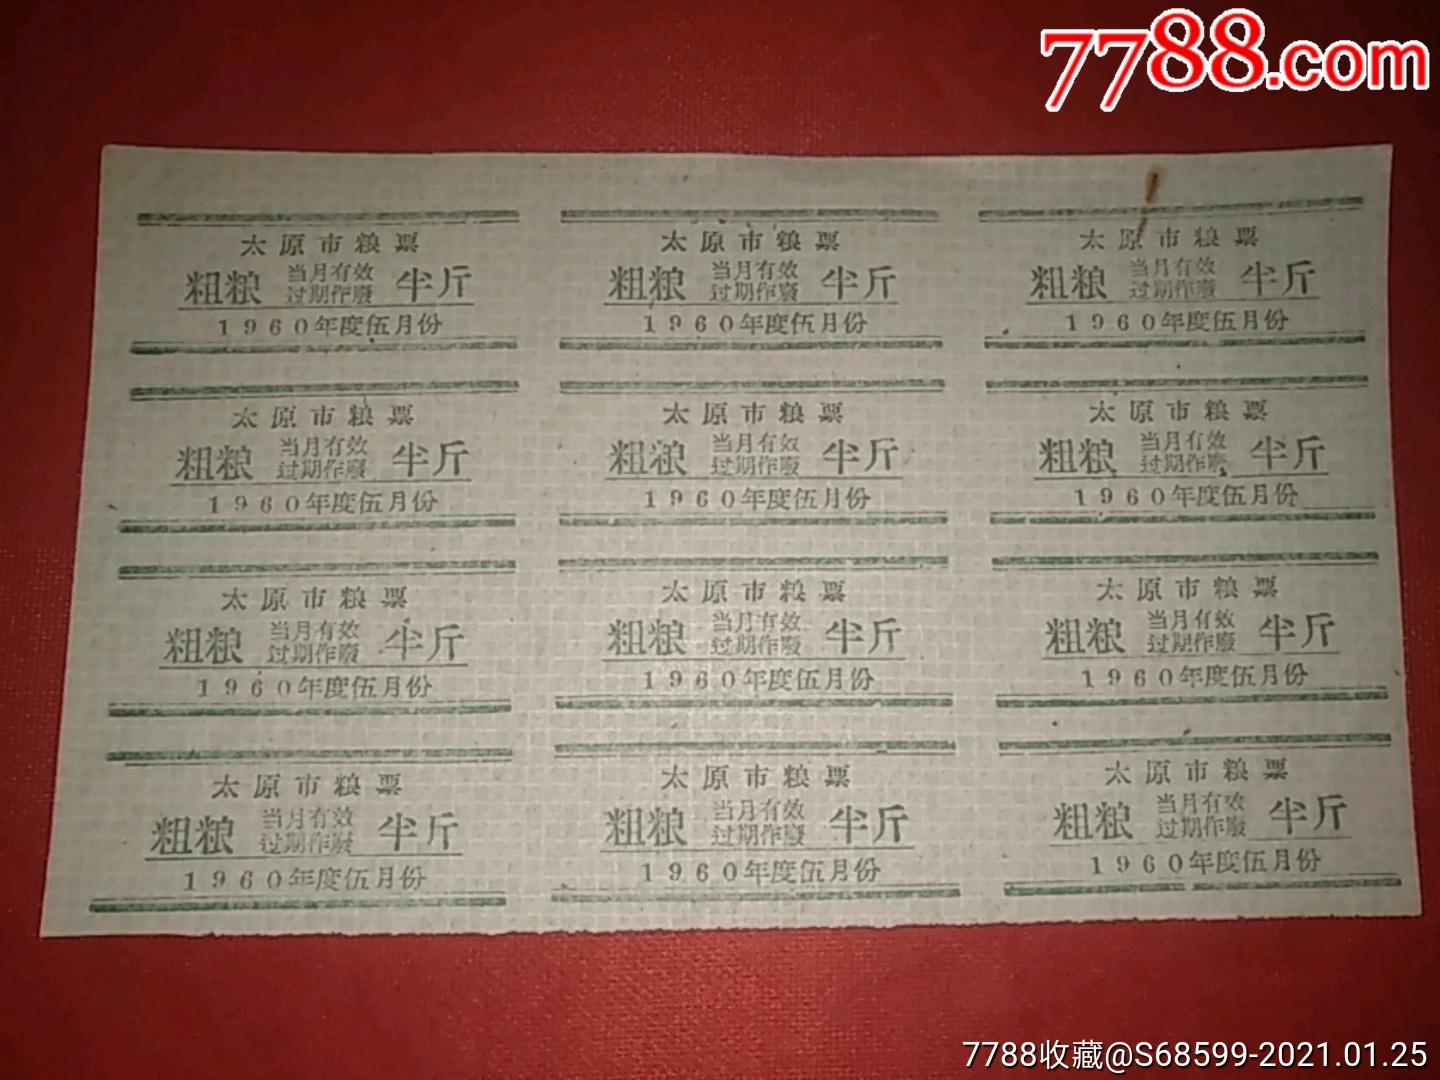 7788.com
太原市粮票
粗粮 当月有效 过期作廢 半斤
1960年度伍月份
太原市粮票
粗粮 当月有效 过期作廢 半斤
1960年度伍月份
太原市粮票
粗粮 当月有效 过期作廢 半斤
1960年度伍月份
太原市粮票
粗粮 当月有效 过期作廢 半斤
1960年度伍月份
太原市粮票
粗粮 当月有效 过期作廢 半斤
1960年度伍月份
太原市粮票
粗粮 当月有效 过期作廢 半斤
1960年度伍月份
太原市粮票
粗粮 当月有效 过期作廢 半斤
1960年度伍月份
太原市粮票
粗粮 当月有效 过期作廢 半斤
1960年度伍月份
太原市粮票
粗粮 当月有效 过期作廢 半斤
1960年度伍月份
太原市粮票
粗粮 当月有效 过期作廢 半斤
1960年度伍月份
太原市粮票
粗粮 当月有效 过期作廢 半斤
1960年度伍月份
太原市粮票
粗粮 当月有效 过期作廢 半斤
1960年度伍月份
7788收藏@S68599-2021.01.25